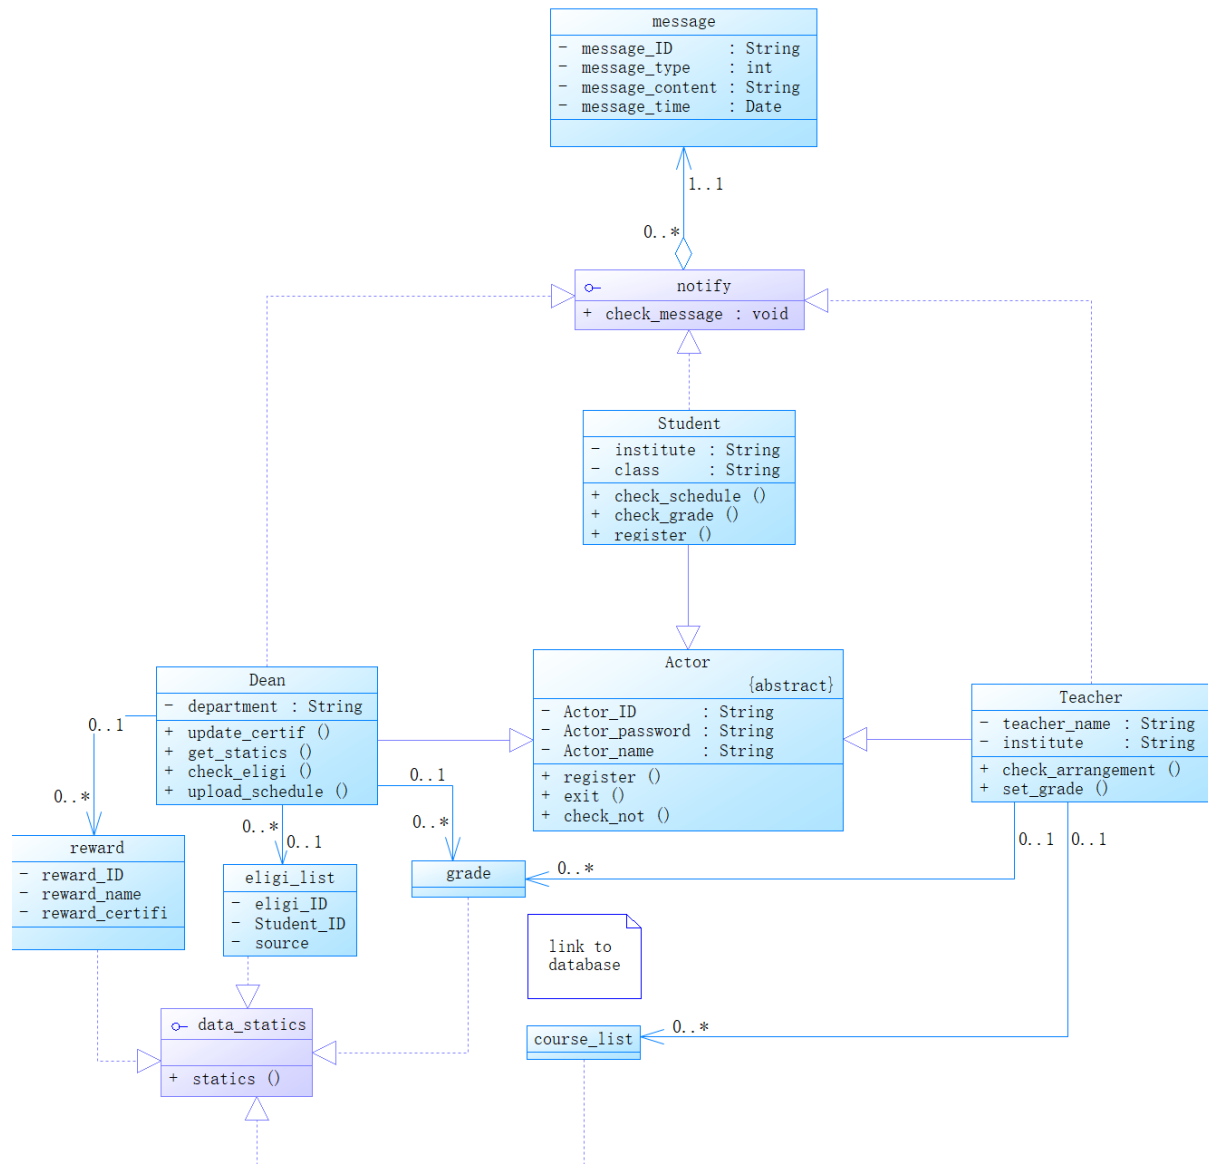 message
- message_ID : String
- message_type : int
- message_content : String
- message_time : Date
1..1
0..*
notify
+ check_message : void
Student
- institute : String
- class : String
+ check_schedule ()
+ check_grade ()
+ register ()
Actor
{abstract}
- Actor_ID : String
- Actor_password : String
- Actor_name : String
+ register ()
+ exit ()
+ check_not ()
Dean
- department : String
+ update_certif ()
+ get_statics ()
+ check_eligi ()
+ upload_schedule ()
Teacher
- teacher_name : String
- institute : String
+ check_arrangement ()
+ set_grade ()
0..1
0..*
0..*
0..1
0..1
0..*
0..1
0..1
0..*
reward
- reward_ID
- reward_name
- reward_certifi
eligi_list
- eligi_ID
- Student_ID
- source
grade
link to
database
data_statics
+ statics ()
course_list
0..*